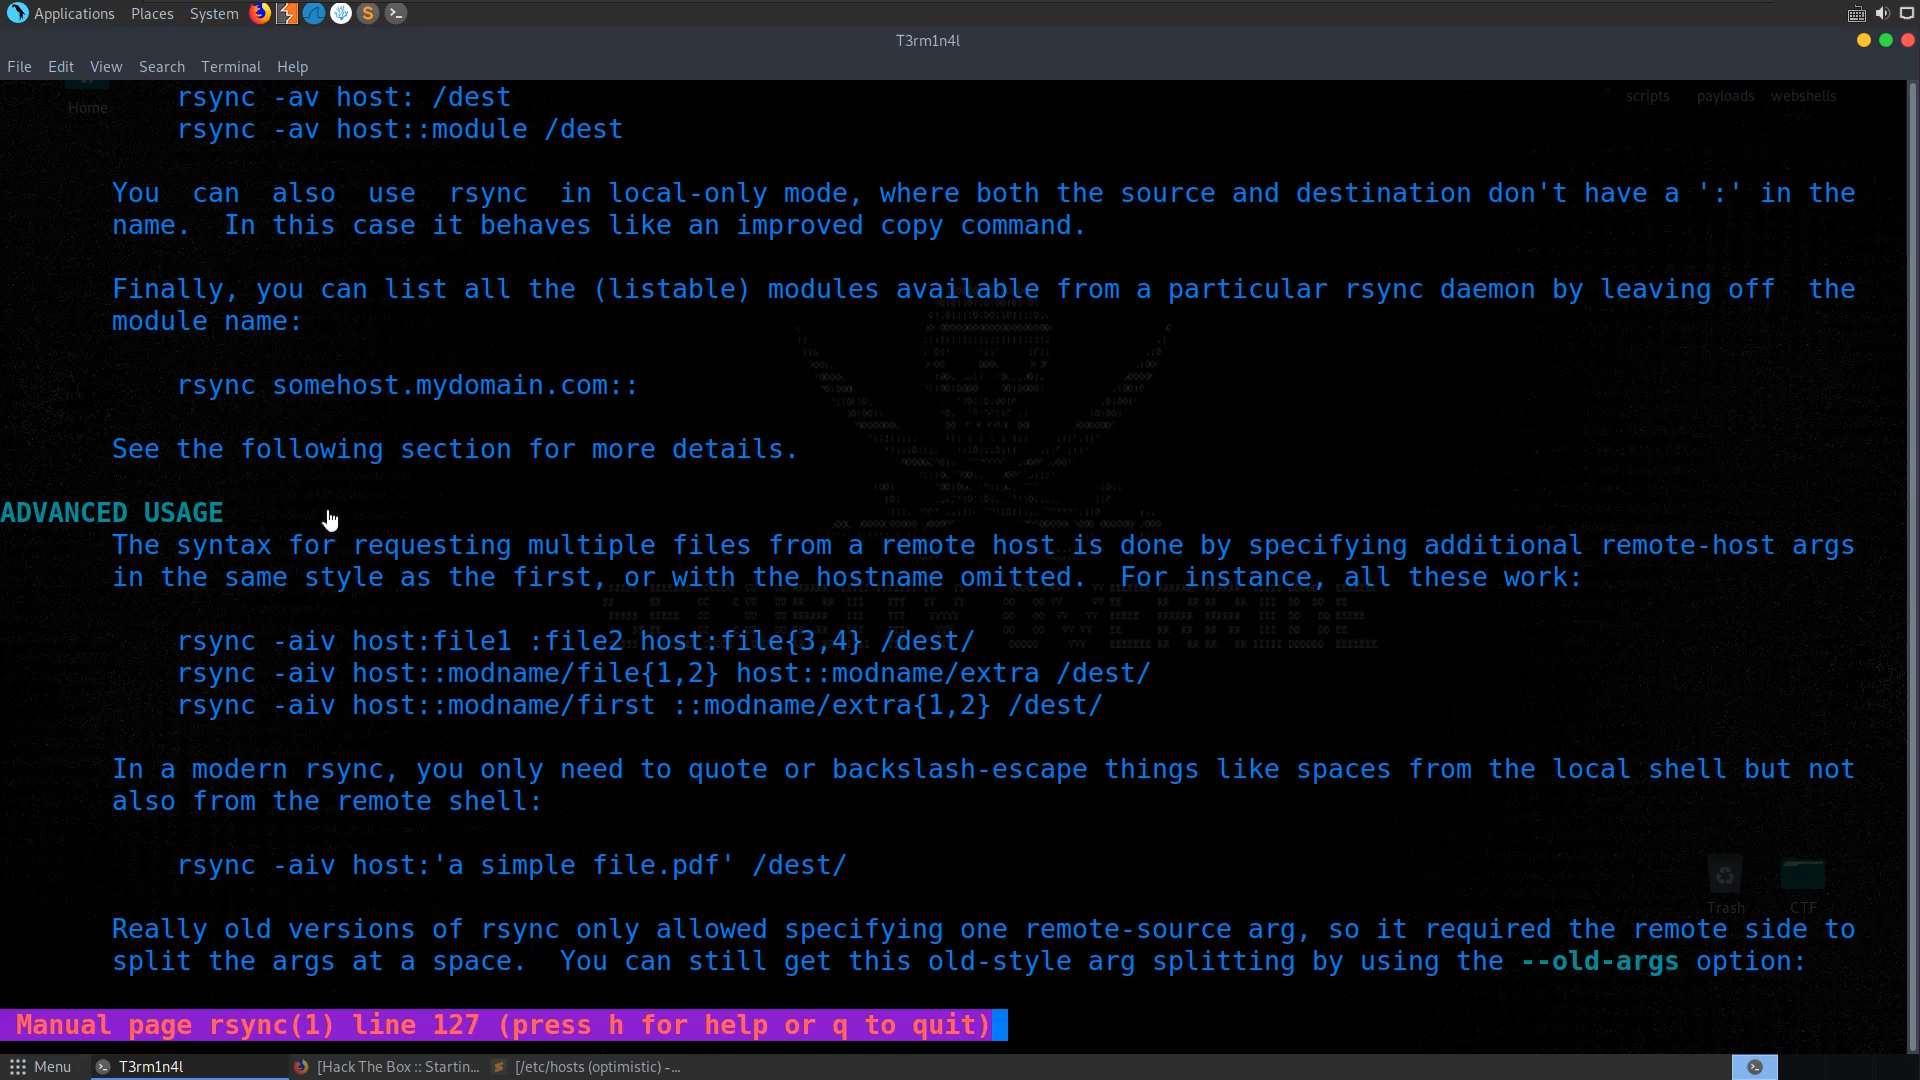 Applications Places System
T3rm1n4l
File Edit View Search Terminal Help
Home
scripts payloads webshells
rsync -av host: /dest
rsync -av host::module /dest
You can also use rsync in local-only mode, where both the source and destination don't have a ':' in the
name. In this case it behaves like an improved copy command.
Finally, you can list all the (listable) modules available from a particular rsync daemon by leaving off the
module name:
rsync somehost.mydomain.com::
See the following section for more details.
ADVANCED USAGE
The syntax for requesting multiple files from a remote host is done by specifying additional remote-host args
in the same style as the first, or with the hostname omitted. For instance, all these work:
rsync -aiv host:file1 :file2 host:file{3,4} /dest/
rsync -aiv host::modname/file{1,2} host::modname/extra /dest/
rsync -aiv host::modname/first ::modname/extra{1,2} /dest/
In a modern rsync, you only need to quote or backslash-escape things like spaces from the local shell but not
also from the remote shell:
rsync -aiv host:'a simple file.pdf' /dest/
Trash CTF
Really old versions of rsync only allowed specifying one remote-source arg, so it required the remote side to
split the args at a space. You can still get this old-style arg splitting by using the --old-args option:
Manual page rsync(1) line 127 (press h for help or q to quit)
Menu T3rm1n4l [Hack The Box :: Startin... [/etc/hosts (optimistic) -...